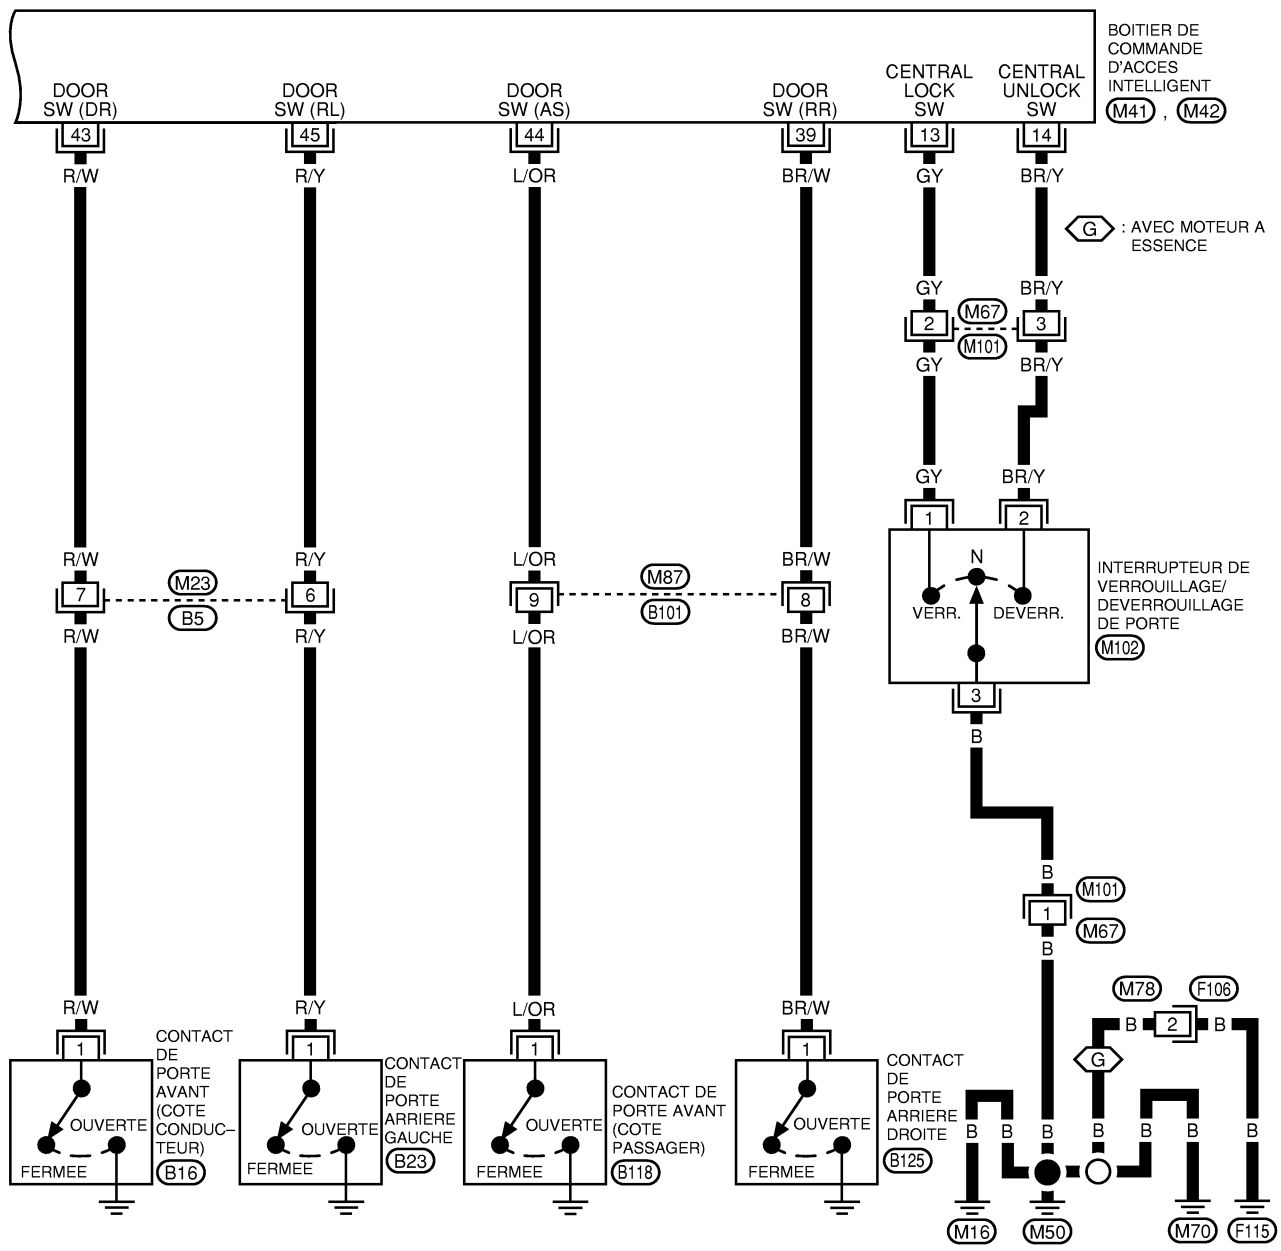 BOITIER DE
COMMANDE
D'ACCES
INTELLIGENT
M41 , M42
DOOR
SW (DR)
DOOR
SW (RL)
DOOR
SW (AS)
DOOR
SW (RR)
CENTRAL
LOCK
SW
CENTRAL
UNLOCK
SW
43
45
44
39
13
14
R/W
R/Y
L/OR
BR/W
GY
BR/Y
G : AVEC MOTEUR A
ESSENCE
GY
BR/Y
2
M67
M101
3
GY
BR/Y
GY
BR/Y
1
2
R/W
R/Y
L/OR
BR/W
7
M23
B5
6
9
M87
B101
8
R/W
R/Y
L/OR
BR/W
N
VERR.
DEVERR.
INTERRUPTEUR DE
VERROUILLAGE/
DEVERROUILLAGE
DE PORTE
M102
3
B
B
M101
1
M67
B
M78
F106
B
2
B
G
R/W
R/Y
L/OR
BR/W
1
1
1
1
CONTACT
DE
PORTE
AVANT
(COTE
CONDUC–
TEUR)
B16
OUVERTE
FERMEE
CONTACT
DE
PORTE
ARRIERE
GAUCHE
B23
OUVERTE
FERMEE
CONTACT DE
PORTE AVANT
(COTE
PASSAGER)
B118
OUVERTE
FERMEE
CONTACT
DE
PORTE
ARRIERE
DROITE
B125
OUVERTE
FERMEE
B
B
B
B
B
B
B
M16
M50
M70
F115